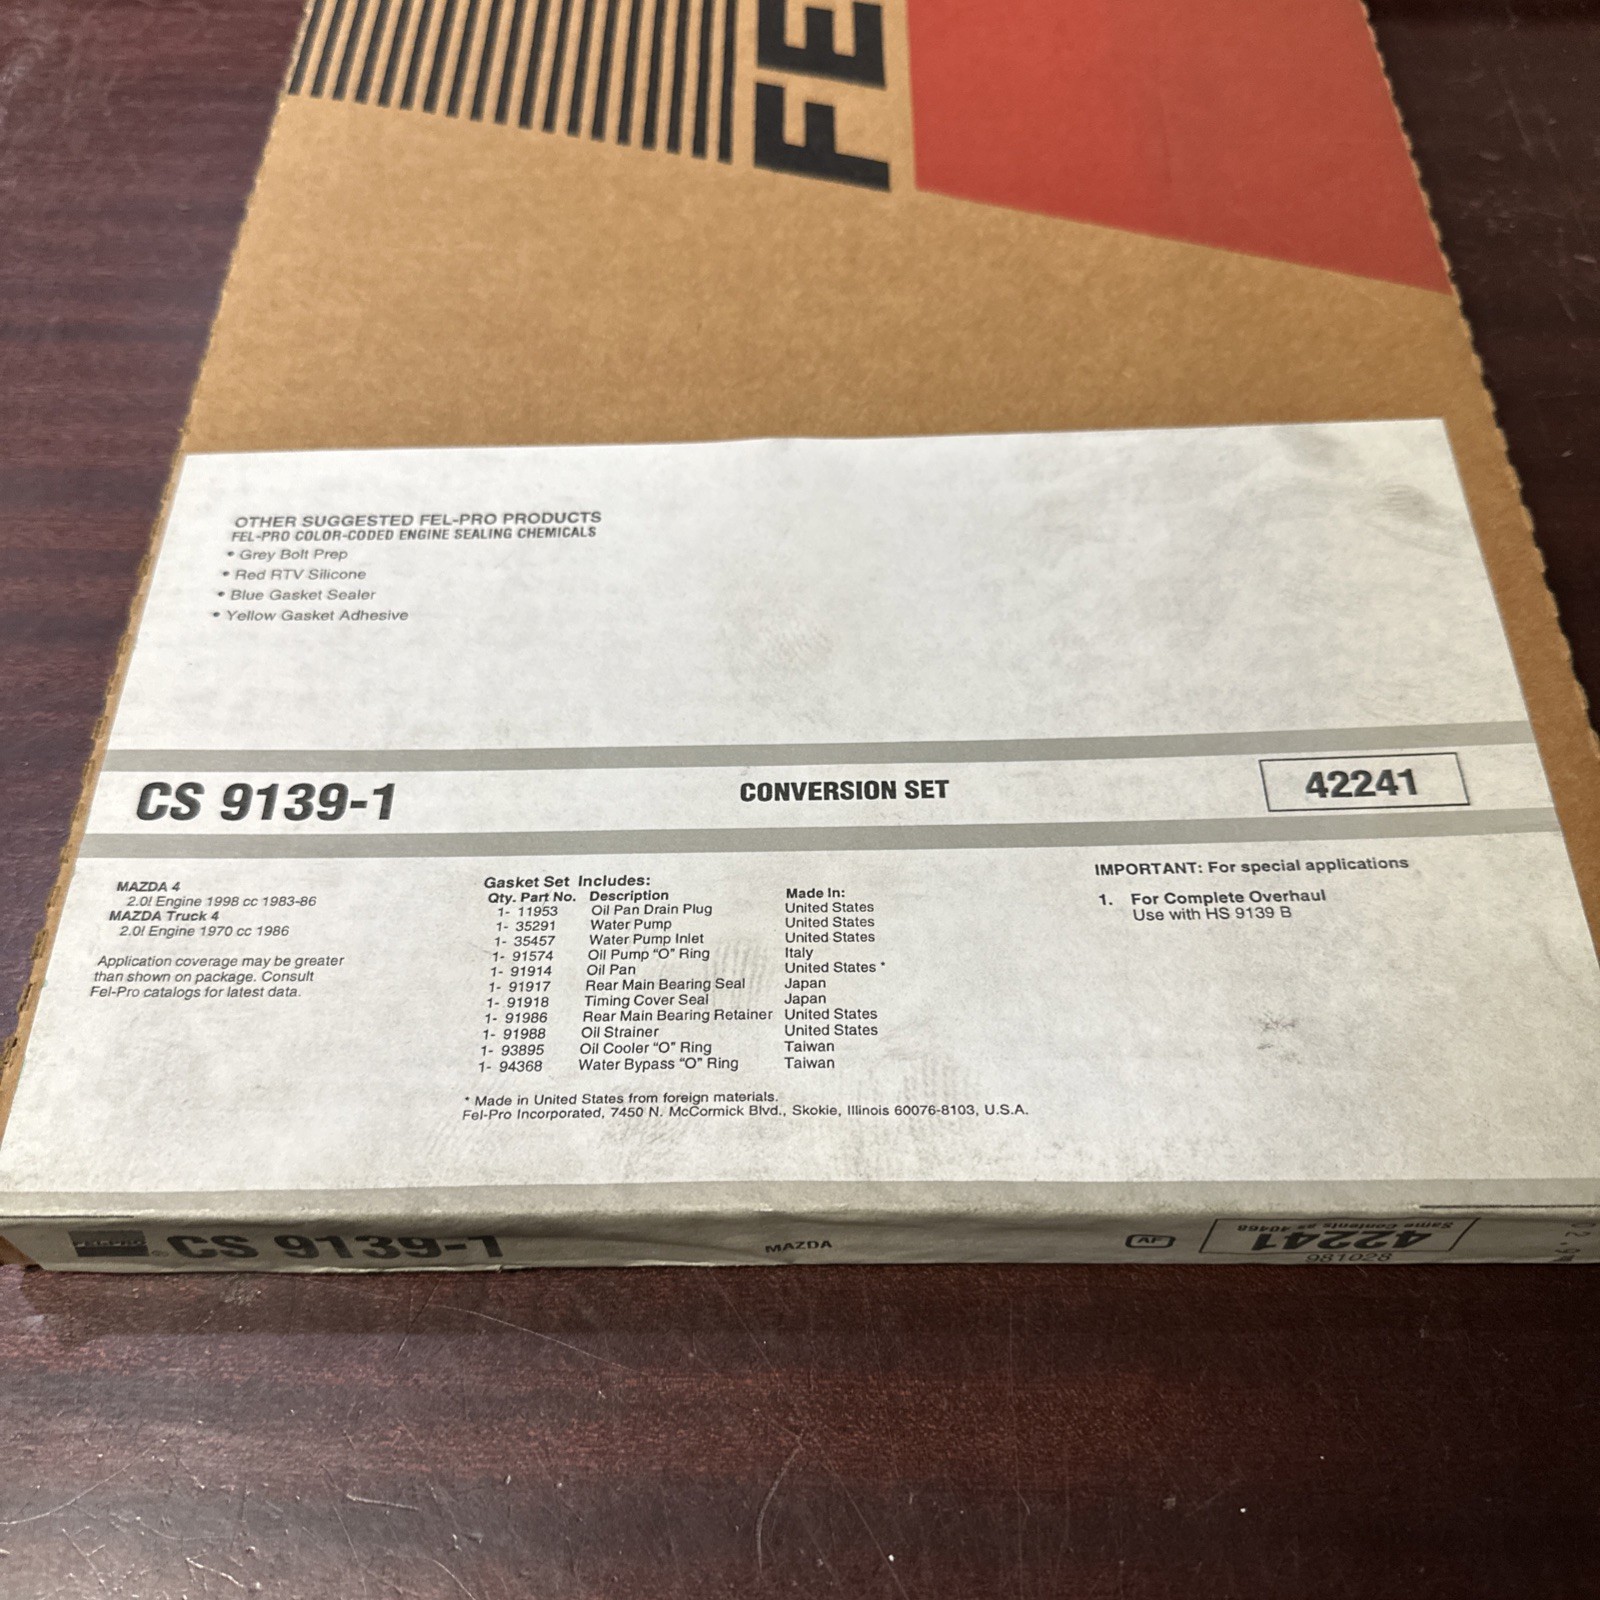 FE
OTHER SUGGESTED FEL-PRO PRODUCTS
FEL-PRO COLOR-CODED ENGINE SEALING CHEMICALS
• Grey Bolt Prep
• Red RTV Silicone
• Blue Gasket Sealer
• Yellow Gasket Adhesive
CS 9139-1 CONVERSION SET 42241
MAZDA 4
2.0l Engine 1998 cc 1983-86
MAZDA Truck 4
2.0l Engine 1970 cc 1986
Application coverage may be greater
than shown on package. Consult
Fel-Pro catalogs for latest data.
Gasket Set Includes:
Qty. Part No. Description Made In:
1- 11953 Oil Pan Drain Plug United States
1- 35291 Water Pump United States
1- 35457 Water Pump Inlet United States
1- 91574 Oil Pump "O" Ring Italy
1- 91914 Oil Pan United States *
1- 91917 Rear Main Bearing Seal Japan
1- 91918 Timing Cover Seal Japan
1- 91986 Rear Main Bearing Retainer United States
1- 91988 Oil Strainer United States
1- 93895 Oil Cooler "O" Ring Taiwan
1- 94368 Water Bypass "O" Ring Taiwan
* Made in United States from foreign materials.
Fel-Pro Incorporated, 7450 N. McCormick Blvd., Skokie, Illinois 60076-8103, U.S.A.
IMPORTANT: For special applications
1. For Complete Overhaul
Use with HS 9139 B
FEL-PRO ® CS 9139-1 MAZDA AF 42241
Same Contents as 40468
981028